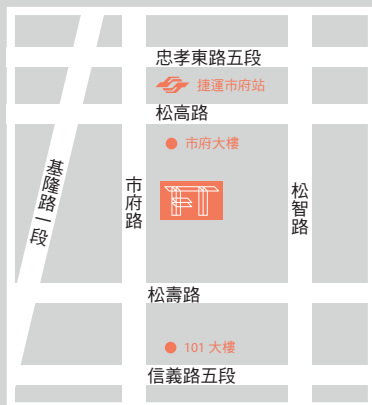 忠孝東路五段
捷運市府站
松高路
市府大樓
基隆路一段
市府路
松智路
松壽路
101 大樓
信義路五段